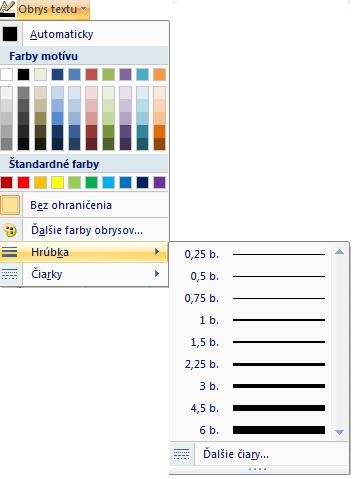 Obrys textu
Automaticky
Farby motívu
Štandardné farby
Bez ohraničenia
Ďalšie farby obrysov...
Hrúbka
Čiarky
0,25 b.
0,5 b.
0,75 b.
1 b.
1,5 b.
2,25 b.
3 b.
4,5 b.
6 b.
Ďalšie čiary...